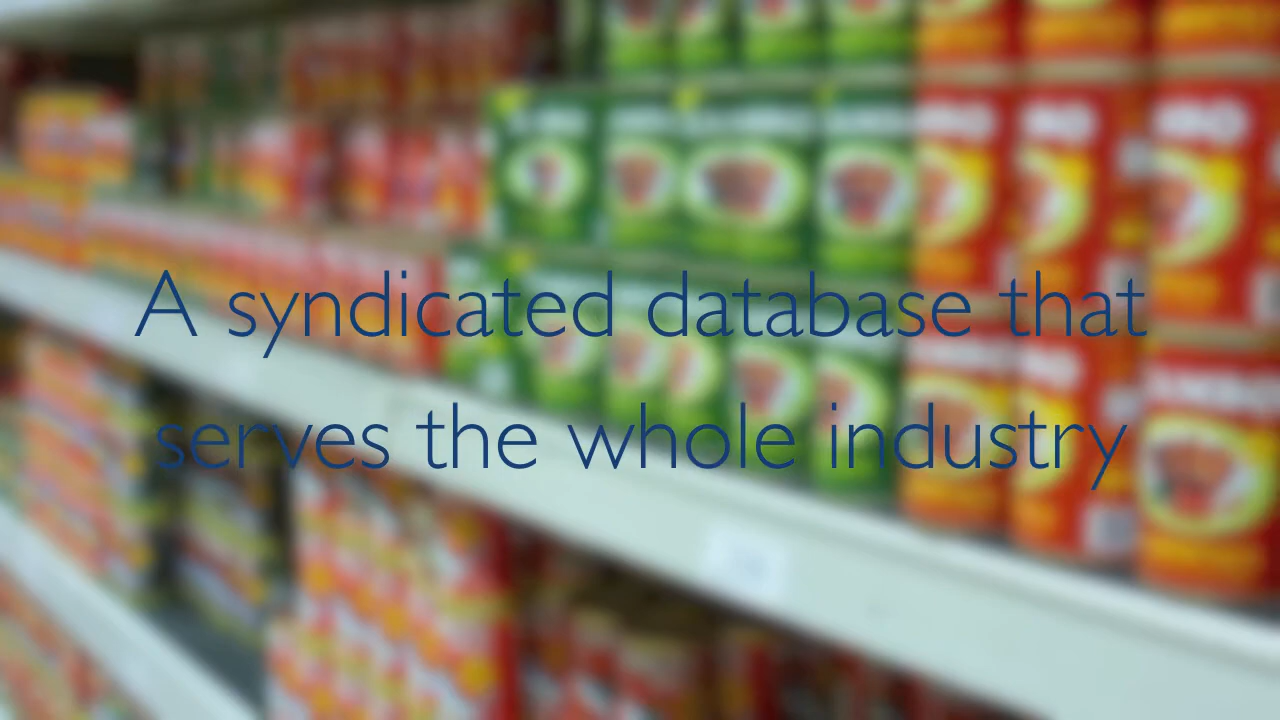 A syndicated database that
serves the whole industry